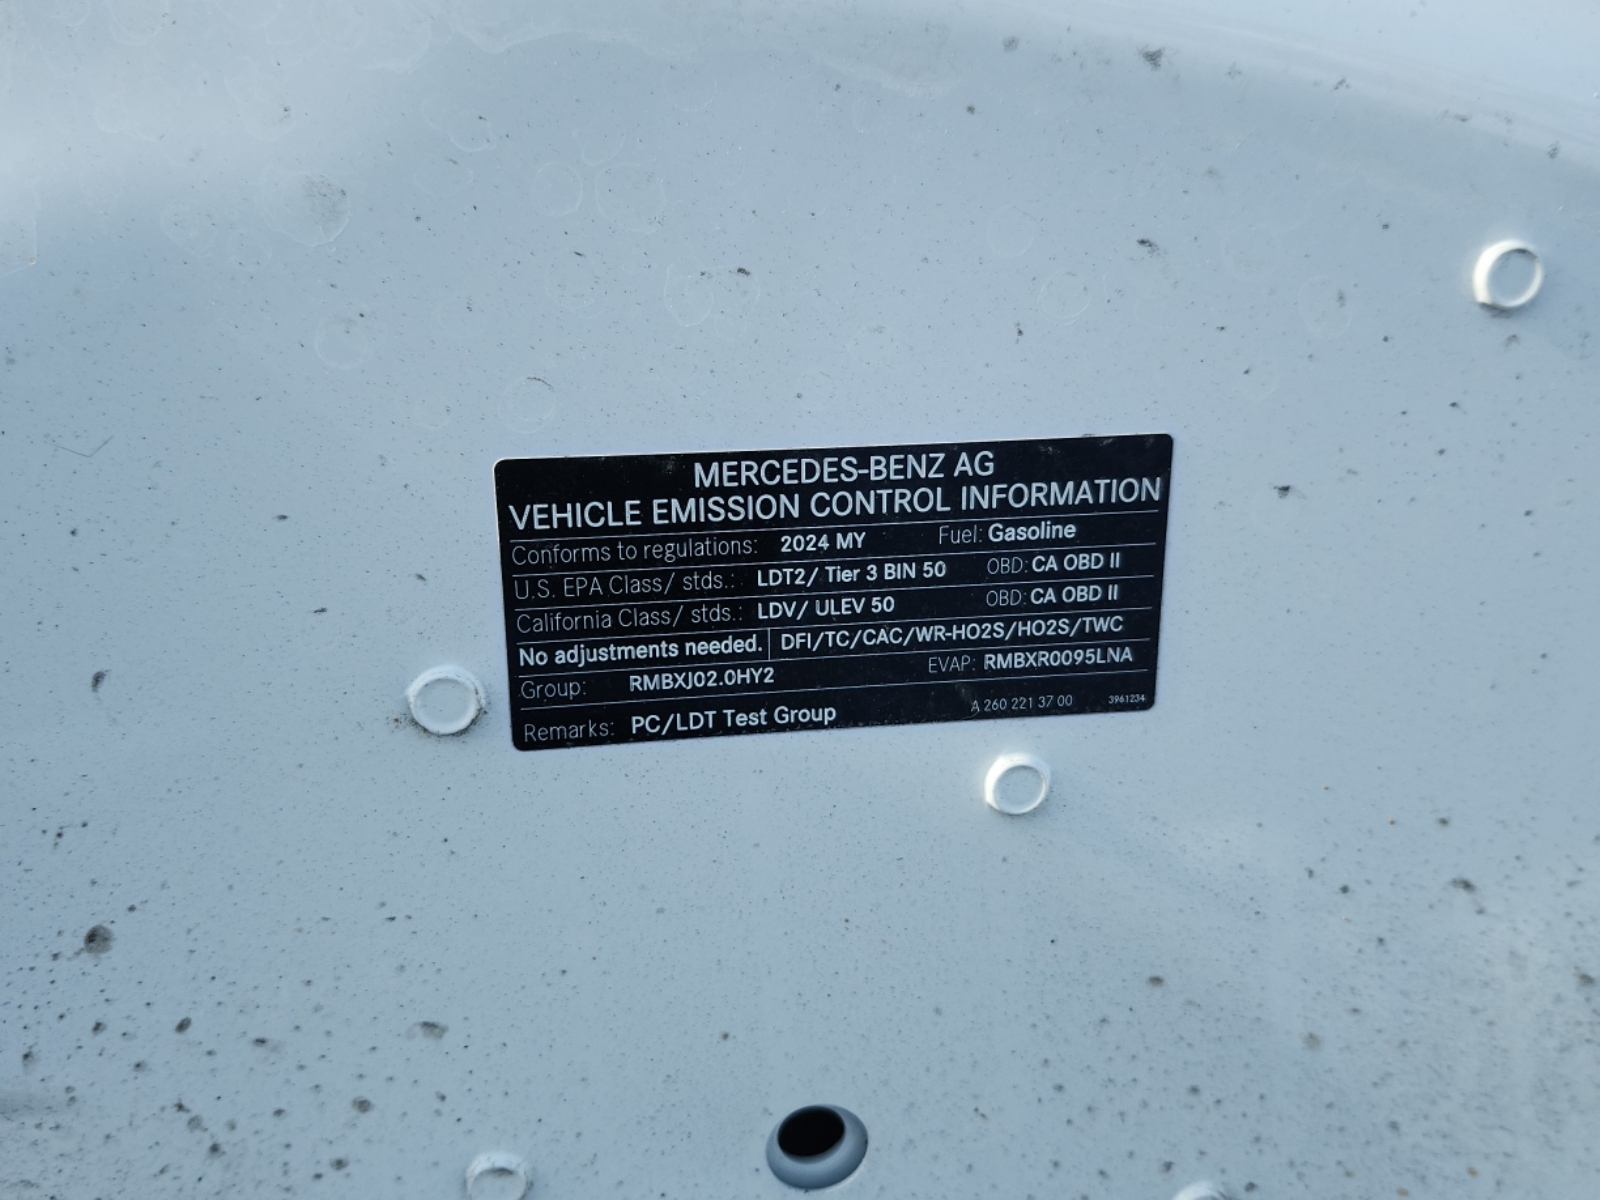 MERCEDES-BENZ AG
VEHICLE EMISSION CONTROL INFORMATION
Conforms to regulations: 2024 MY Fuel: Gasoline
U.S. EPA Class/ stds.: LDT2/ Tier 3 BIN 50 OBD: CA OBD II
California Class/ stds.: LDV/ ULEV 50 OBD: CA OBD II
No adjustments needed. DFI/TC/CAC/WR-HO2S/HO2S/TWC
Group: RMBXJ02.0HY2 EVAP: RMBXR0095LNA
Remarks: PC/LDT Test Group A 260 221 37 00 3961234